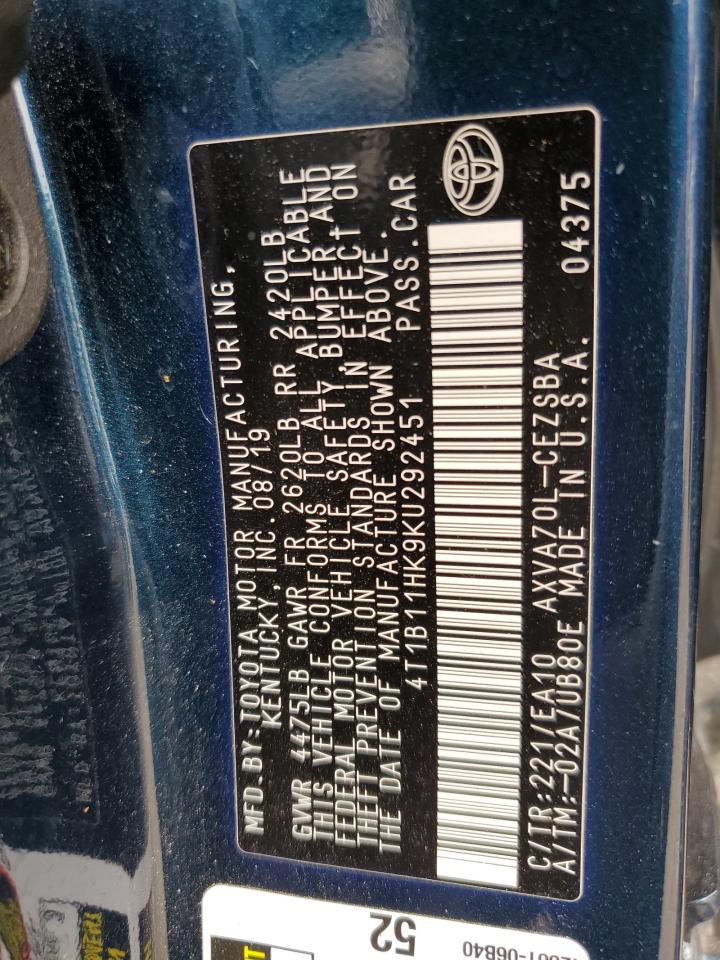 MFD.BY:TOYOTA MOTOR MANUFACTURING,
KENTUCKY, INC. 08/19
GVWR 4475LB GAWR FR 2620LB RR 2420LB
THIS VEHICLE CONFORMS TO ALL APPLICABLE
FEDERAL MOTOR VEHICLE SAFETY, BUMPER, AND
THEFT PREVENTION STANDARDS IN EFFECT ON
THE DATE OF MANUFACTURE SHOWN ABOVE.
4T1B11HK9KU292451 PASS.CAR
C/TR:221/EA10 AXVA70L-CEZSBA
A/TM:-02A/UB80E MADE IN U.S.A. 04375
52